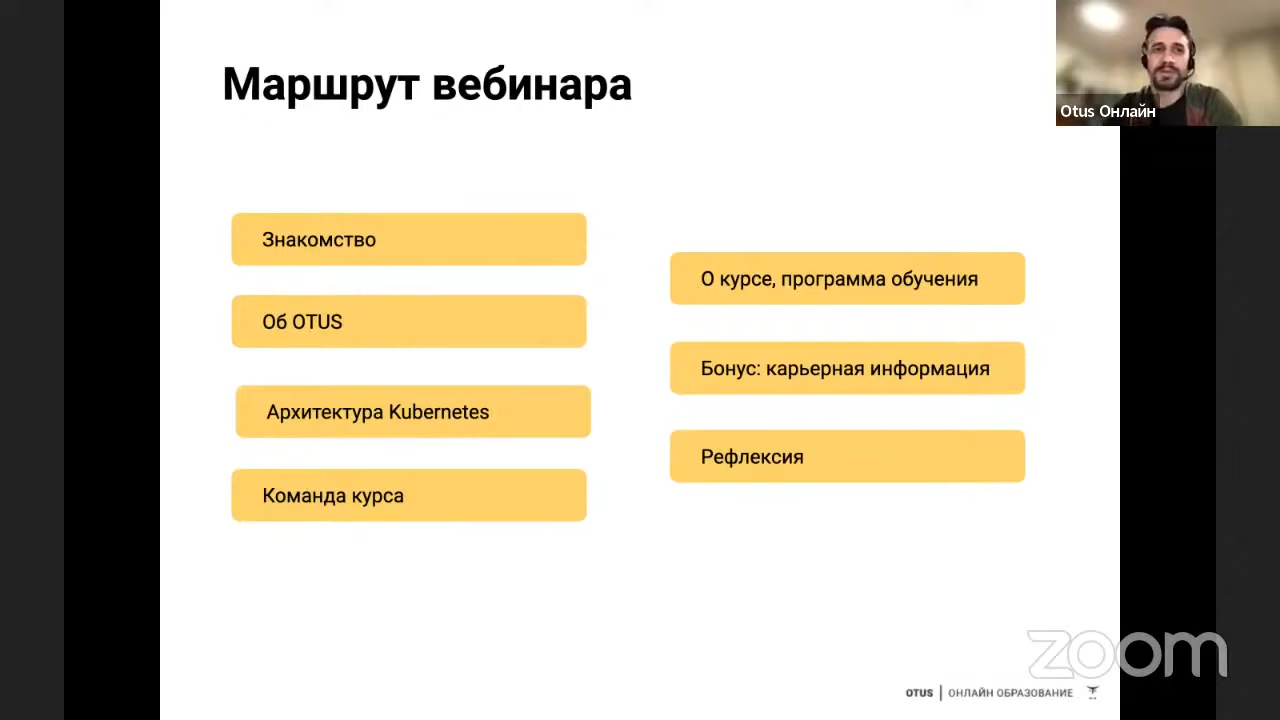 Маршрут вебинара
Otus Онлайн
Знакомство
Об OTUS
Архитектура Kubernetes
Команда курса
О курсе, программа обучения
Бонус: карьерная информация
Рефлексия
zoom
OTUS | ОНЛАЙН ОБРАЗОВАНИЕ